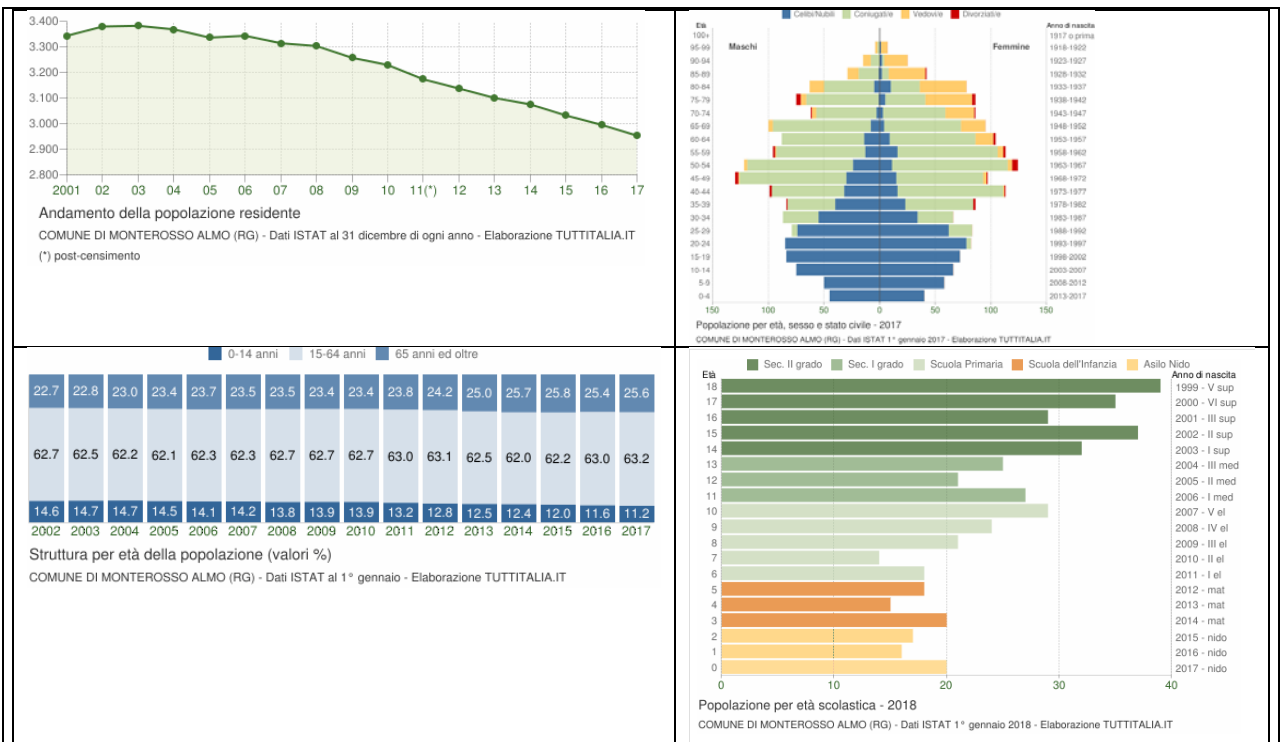 3.400
3.300
3.200
3.100
3.000
2.900
2.800
2001 02 03 04 05 06 07 08 09 10 11(*) 12 13 14 15 16 17
Andamento della popolazione residente
COMUNE DI MONTEROSSO ALMO (RG) - Dati ISTAT al 31 dicembre di ogni anno - Elaborazione TUTTITALIA.IT
(*) post-censimento
Celibi/Nubili Coniugati/e Vedovi/e Divorziati/e
Età Anno di nascita
100+ 1917 o prima
95-99 Maschi Femmine 1918-1922
90-94 1923-1927
85-89 1928-1932
80-84 1933-1937
75-79 1938-1942
70-74 1943-1947
65-69 1948-1952
60-64 1953-1957
55-59 1958-1962
50-54 1963-1967
45-49 1968-1972
40-44 1973-1977
35-39 1978-1982
30-34 1983-1987
25-29 1988-1992
20-24 1993-1997
15-19 1998-2002
10-14 2003-2007
5-9 2008-2012
0-4 2013-2017
150 100 50 0 50 100 150
Popolazione per età, sesso e stato civile - 2017
COMUNE DI MONTEROSSO ALMO (RG) - Dati ISTAT 1° gennaio 2017 - Elaborazione TUTTITALIA.IT
0-14 anni 15-64 anni 65 anni ed oltre
22.7 22.8 23.0 23.4 23.7 23.5 23.5 23.4 23.4 23.8 24.2 25.0 25.7 25.8 25.4 25.6
62.7 62.5 62.2 62.1 62.3 62.3 62.7 62.7 62.7 63.0 63.1 62.5 62.0 62.2 63.0 63.2
14.6 14.7 14.7 14.5 14.1 14.2 13.8 13.9 13.9 13.2 12.8 12.5 12.4 12.0 11.6 11.2
2002 2003 2004 2005 2006 2007 2008 2009 2010 2011 2012 2013 2014 2015 2016 2017
Struttura per età della popolazione (valori %)
COMUNE DI MONTEROSSO ALMO (RG) - Dati ISTAT al 1° gennaio - Elaborazione TUTTITALIA.IT
Sec. II grado Sec. I grado Scuola Primaria Scuola dell'Infanzia Asilo Nido
Età Anno di nascita
18 1999 - V sup
17 2000 - VI sup
16 2001 - III sup
15 2002 - II sup
14 2003 - I sup
13 2004 - III med
12 2005 - II med
11 2006 - I med
10 2007 - V el
9 2008 - IV el
8 2009 - III el
7 2010 - II el
6 2011 - I el
5 2012 - mat
4 2013 - mat
3 2014 - mat
2 2015 - nido
1 2016 - nido
0 2017 - nido
0 10 20 30 40
Popolazione per età scolastica - 2018
COMUNE DI MONTEROSSO ALMO (RG) - Dati ISTAT 1° gennaio 2018 - Elaborazione TUTTITALIA.IT